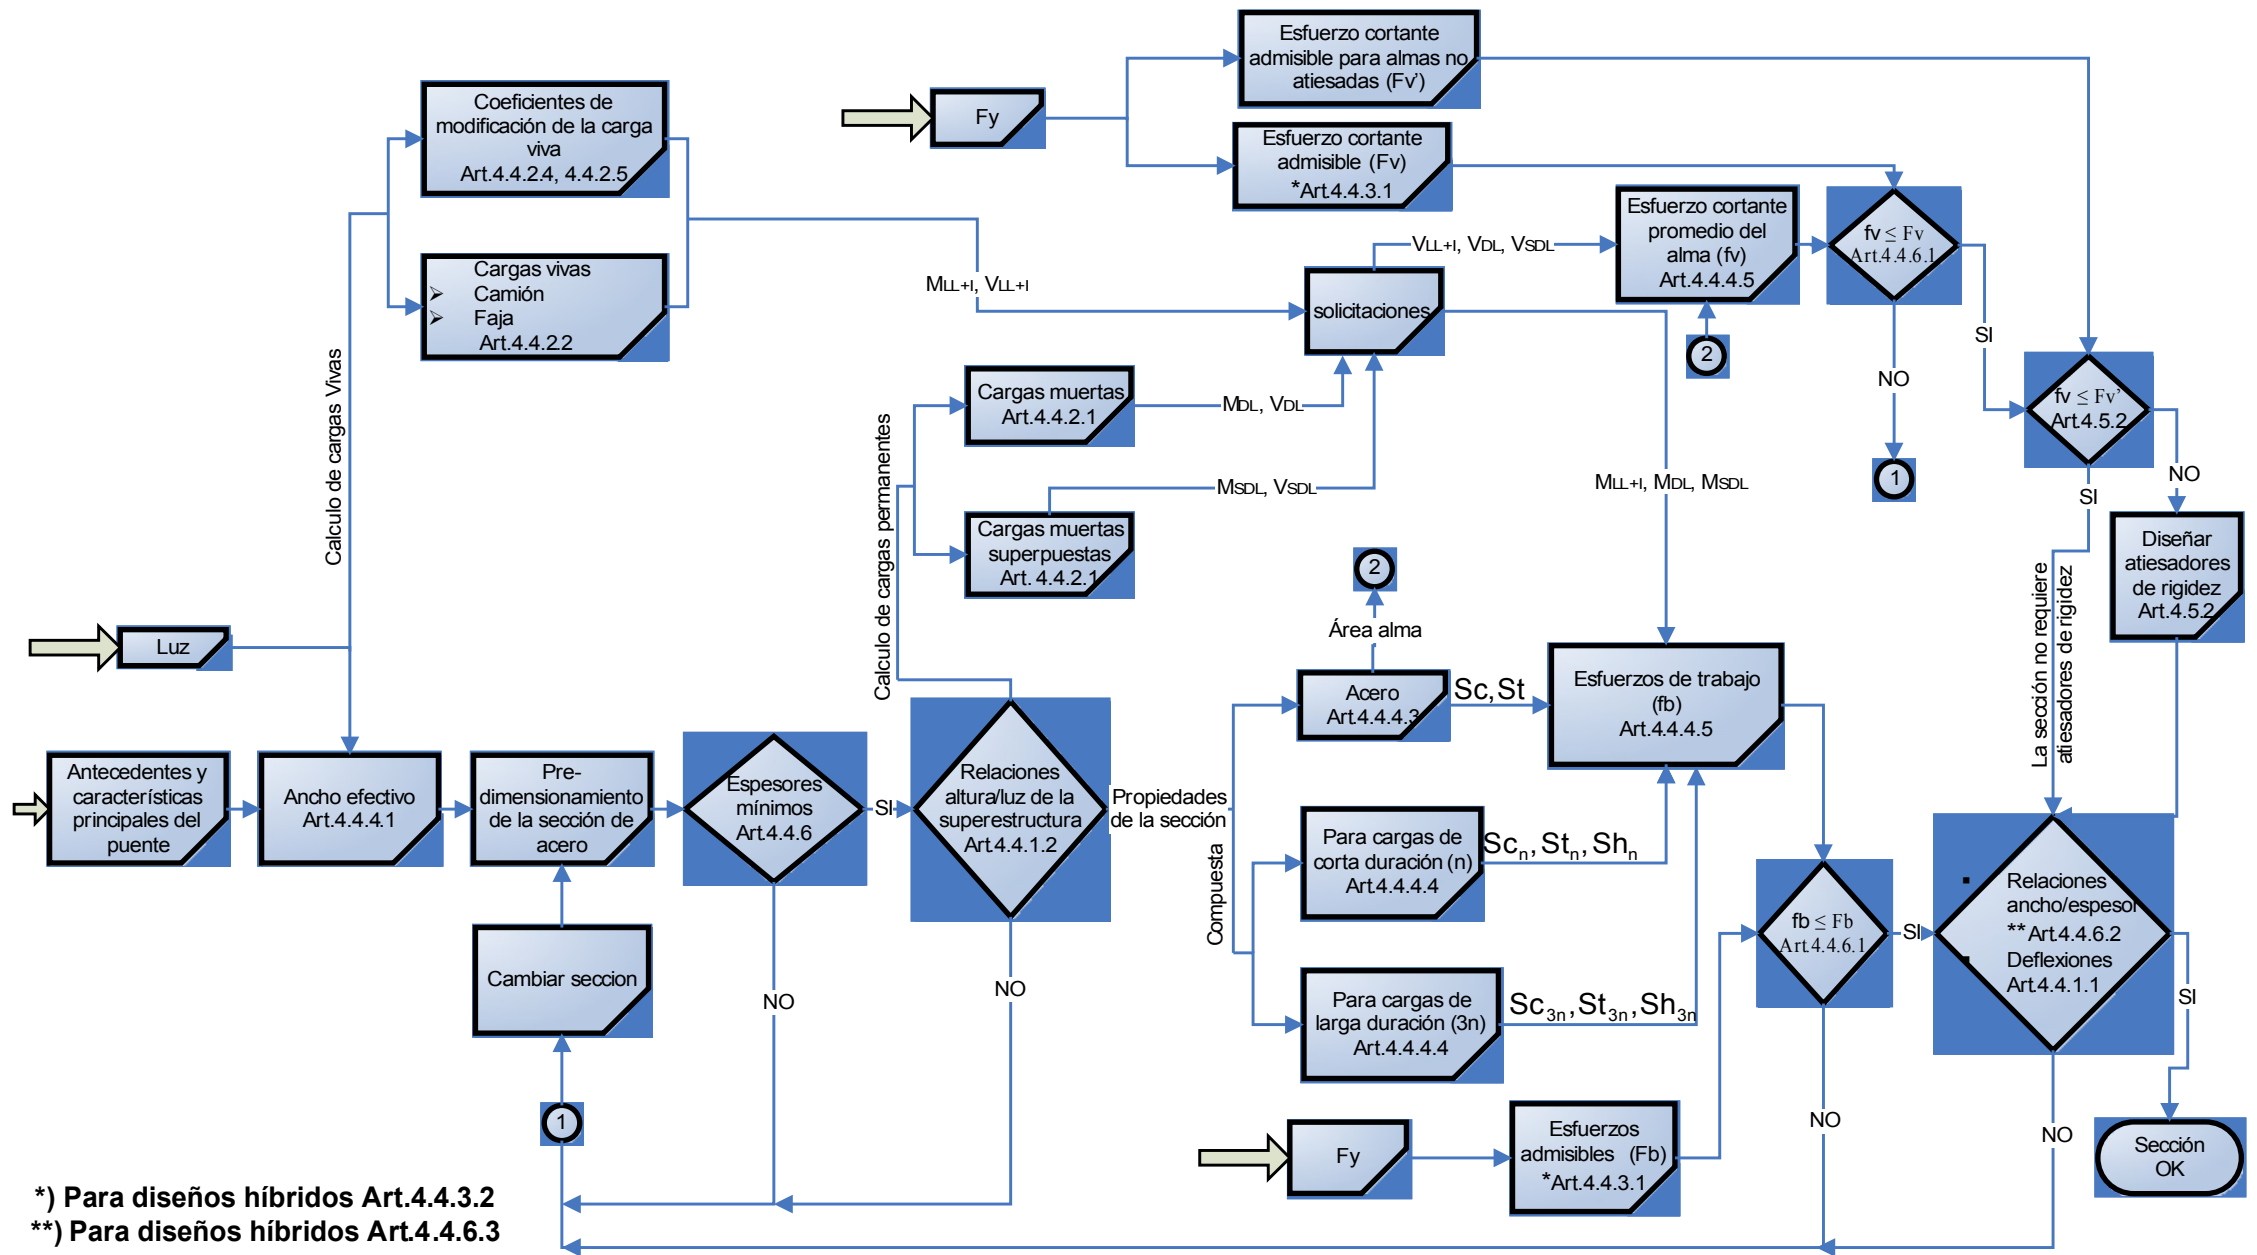 Esfuerzo cortante
admisible para almas no
atiesadas (Fv’)
Fy
Esfuerzo cortante
admisible (Fv)
*Art.4.4.3.1
Coeficientes de
modificación de la carga
viva
Art.4.4.2.4, 4.4.2.5
Cargas vivas
➢ Camión
➢ Faja
Art.4.4.2.2
Calculo de cargas Vivas
MLL+I, VLL+I
solicitaciones
VLL+I, VDL, VSDL
Esfuerzo cortante
promedio del
alma (fv)
Art.4.4.4.5
2
fv ≤ Fv
Art.4.4.6.1
SI
NO
1
fv ≤ Fv’
Art.4.5.2
NO
SI
Diseñar
atiesadores
de rigidez
Art.4.5.2
La sección no requiere
atiesadores de rigidez
Cargas muertas
Art.4.4.2.1
MDL, VDL
Cargas muertas
superpuestas
Art. 4.4.2.1
MSDL, VSDL
Calculo de cargas permanentes
MLL+I, MDL, MSDL
2
Área alma
Luz
Antecedentes y
características
principales del
puente
Ancho efectivo
Art.4.4.4.1
Pre-
dimensionamiento
de la sección de
acero
Espesores
mínimos
Art.4.4.6
SI
Relaciones
altura/luz de la
superestructura
Art.4.4.1.2
Propiedades
de la sección
Compuesta
Acero
Art.4.4.4.3
Sc,St
Esfuerzos de trabajo
(fb)
Art.4.4.4.5
Para cargas de
corta duración (n)
Art.4.4.4.4
Scn,Stn,Shn
Para cargas de
larga duración (3n)
Art.4.4.4.4
Sc3n,St3n,Sh3n
fb ≤ Fb
Art.4.4.6.1
SI
▪ Relaciones
ancho/espesor
**Art.4.4.6.2
▪ Deflexiones
Art.4.4.1.1
SI
Cambiar seccion
NO
NO
1
Fy
Esfuerzos
admisibles (Fb)
*Art.4.4.3.1
NO
NO
Sección
OK
*) Para diseños híbridos Art.4.4.3.2
**) Para diseños híbridos Art.4.4.6.3